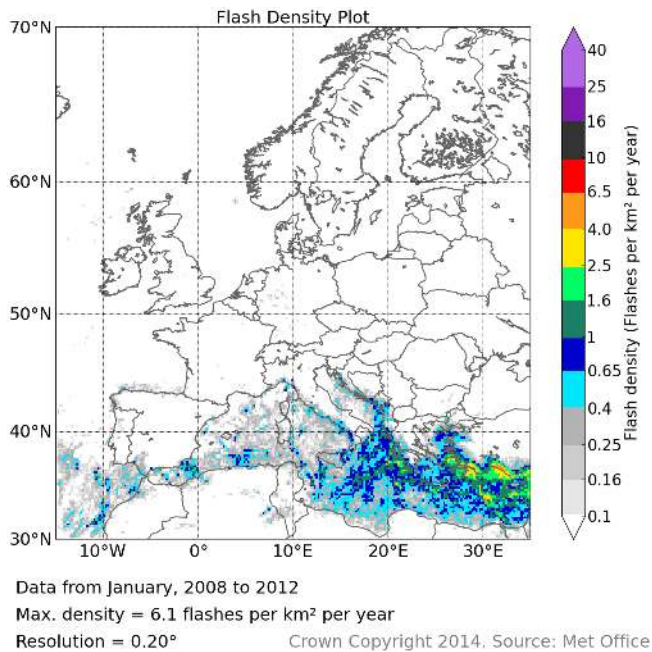 Flash Density Plot
70°N
60°N
50°N
40°N
30°N
10°W 0° 10°E 20°E 30°E
40
25
16
10
6.5
4.0
2.5
1.6
1
0.65
0.4
0.25
0.16
0.1
Flash density (Flashes per km² per year)
Data from January, 2008 to 2012
Max. density = 6.1 flashes per km² per year
Resolution = 0.20°
Crown Copyright 2014. Source: Met Office